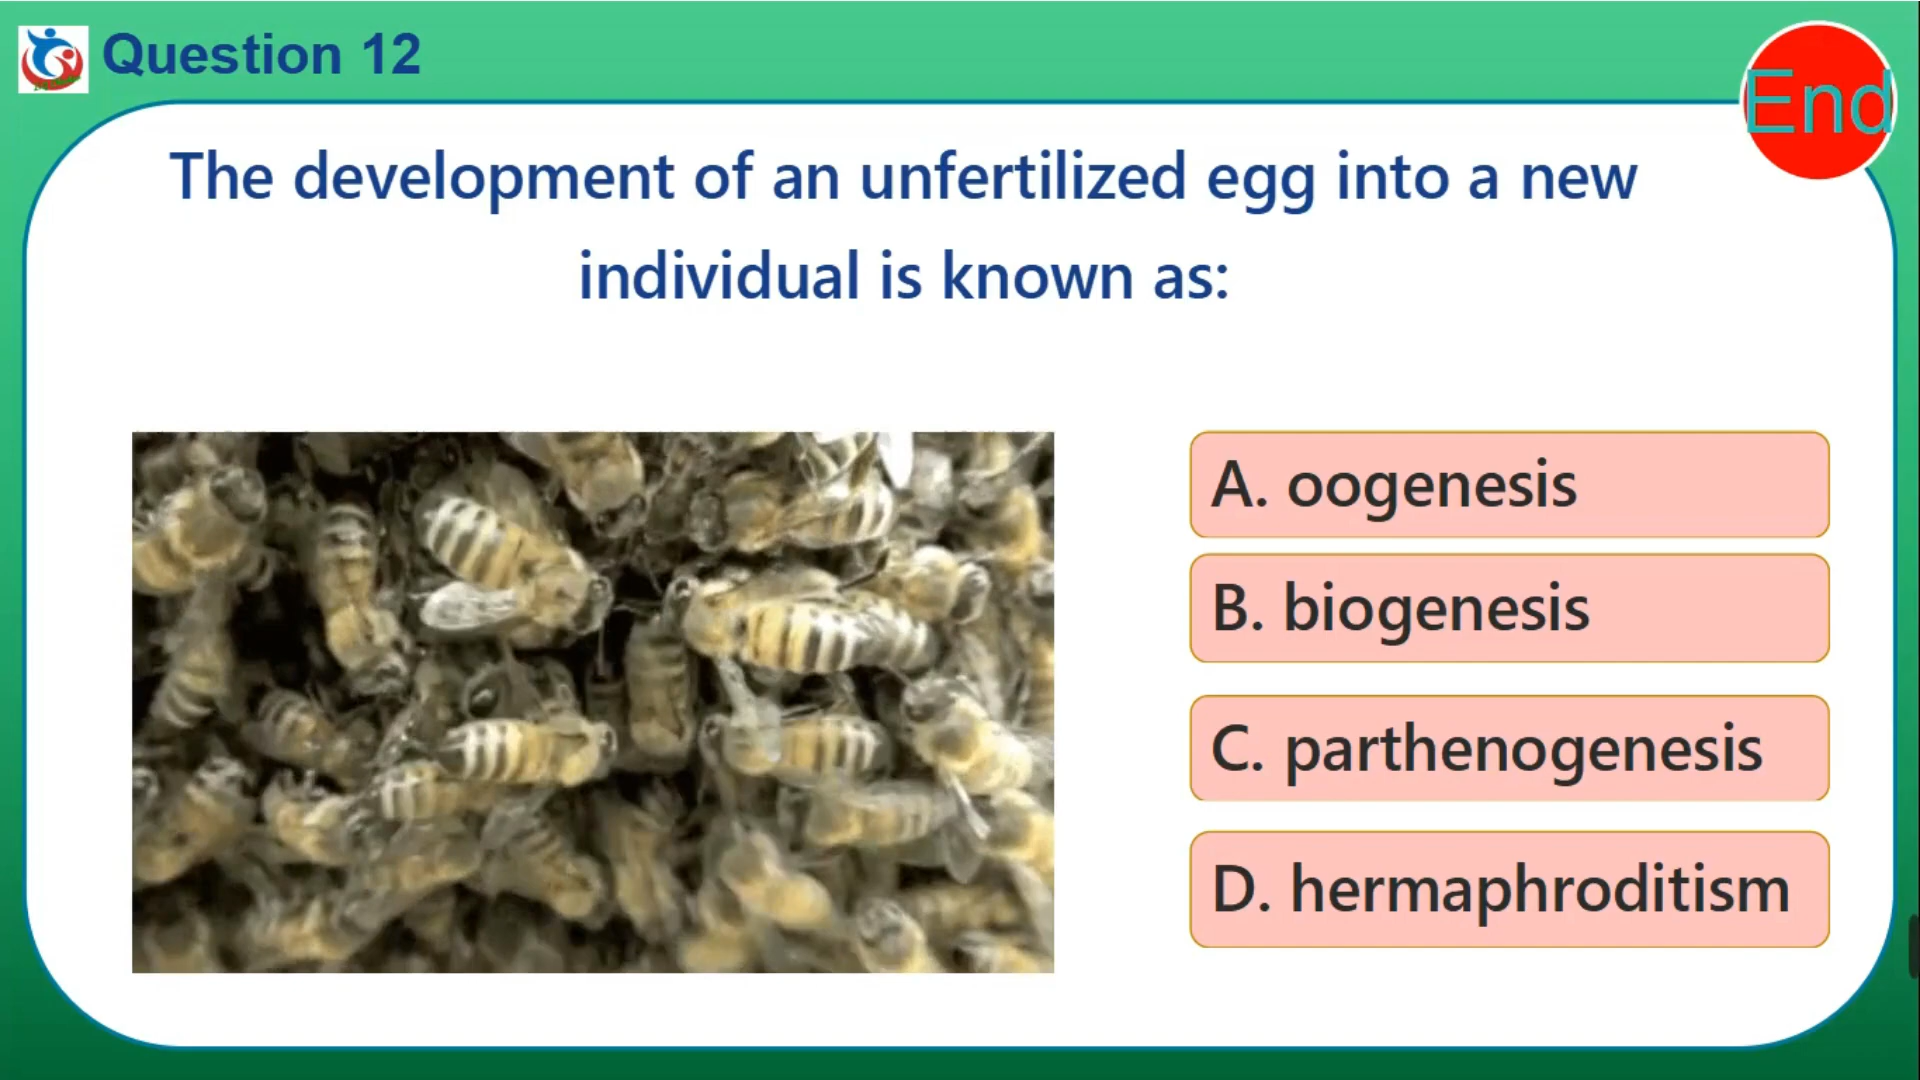 Question 12
End
The development of an unfertilized egg into a new
individual is known as:
A. oogenesis
B. biogenesis
C. parthenogenesis
D. hermaphroditism